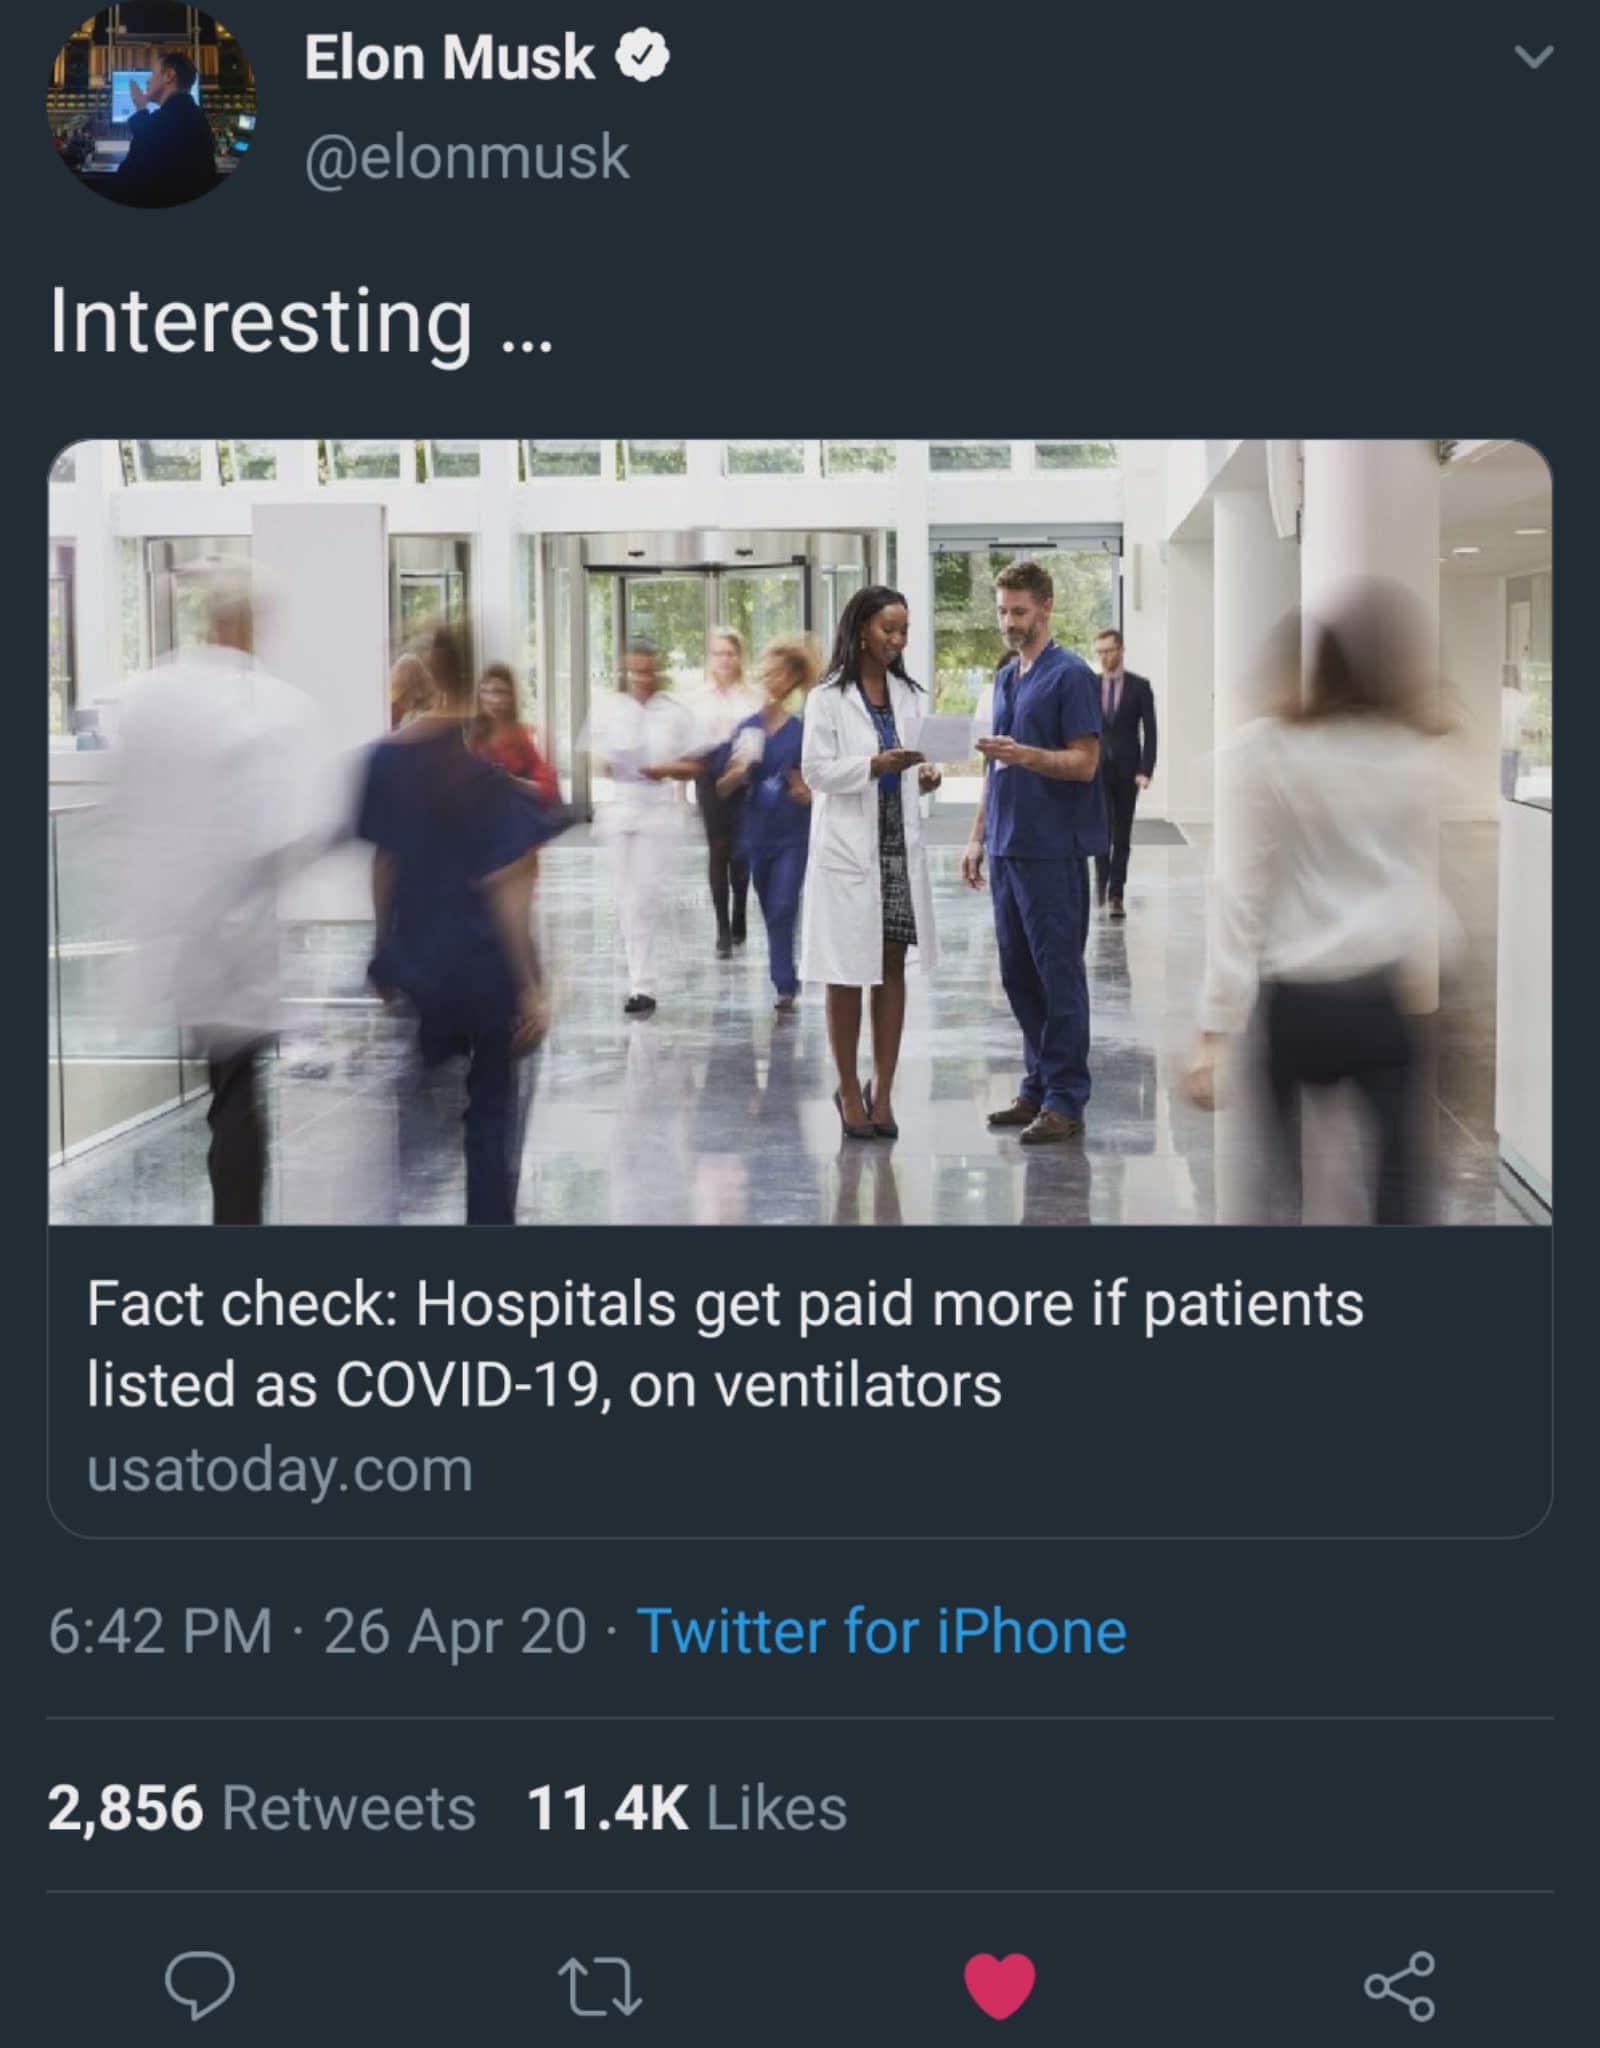 Elon Musk
@elonmusk
Interesting ...
Fact check: Hospitals get paid more if patients
listed as COVID-19, on ventilators
usatoday.com
6:42 PM · 26 Apr 20 · Twitter for iPhone
2,856 Retweets 11.4K Likes